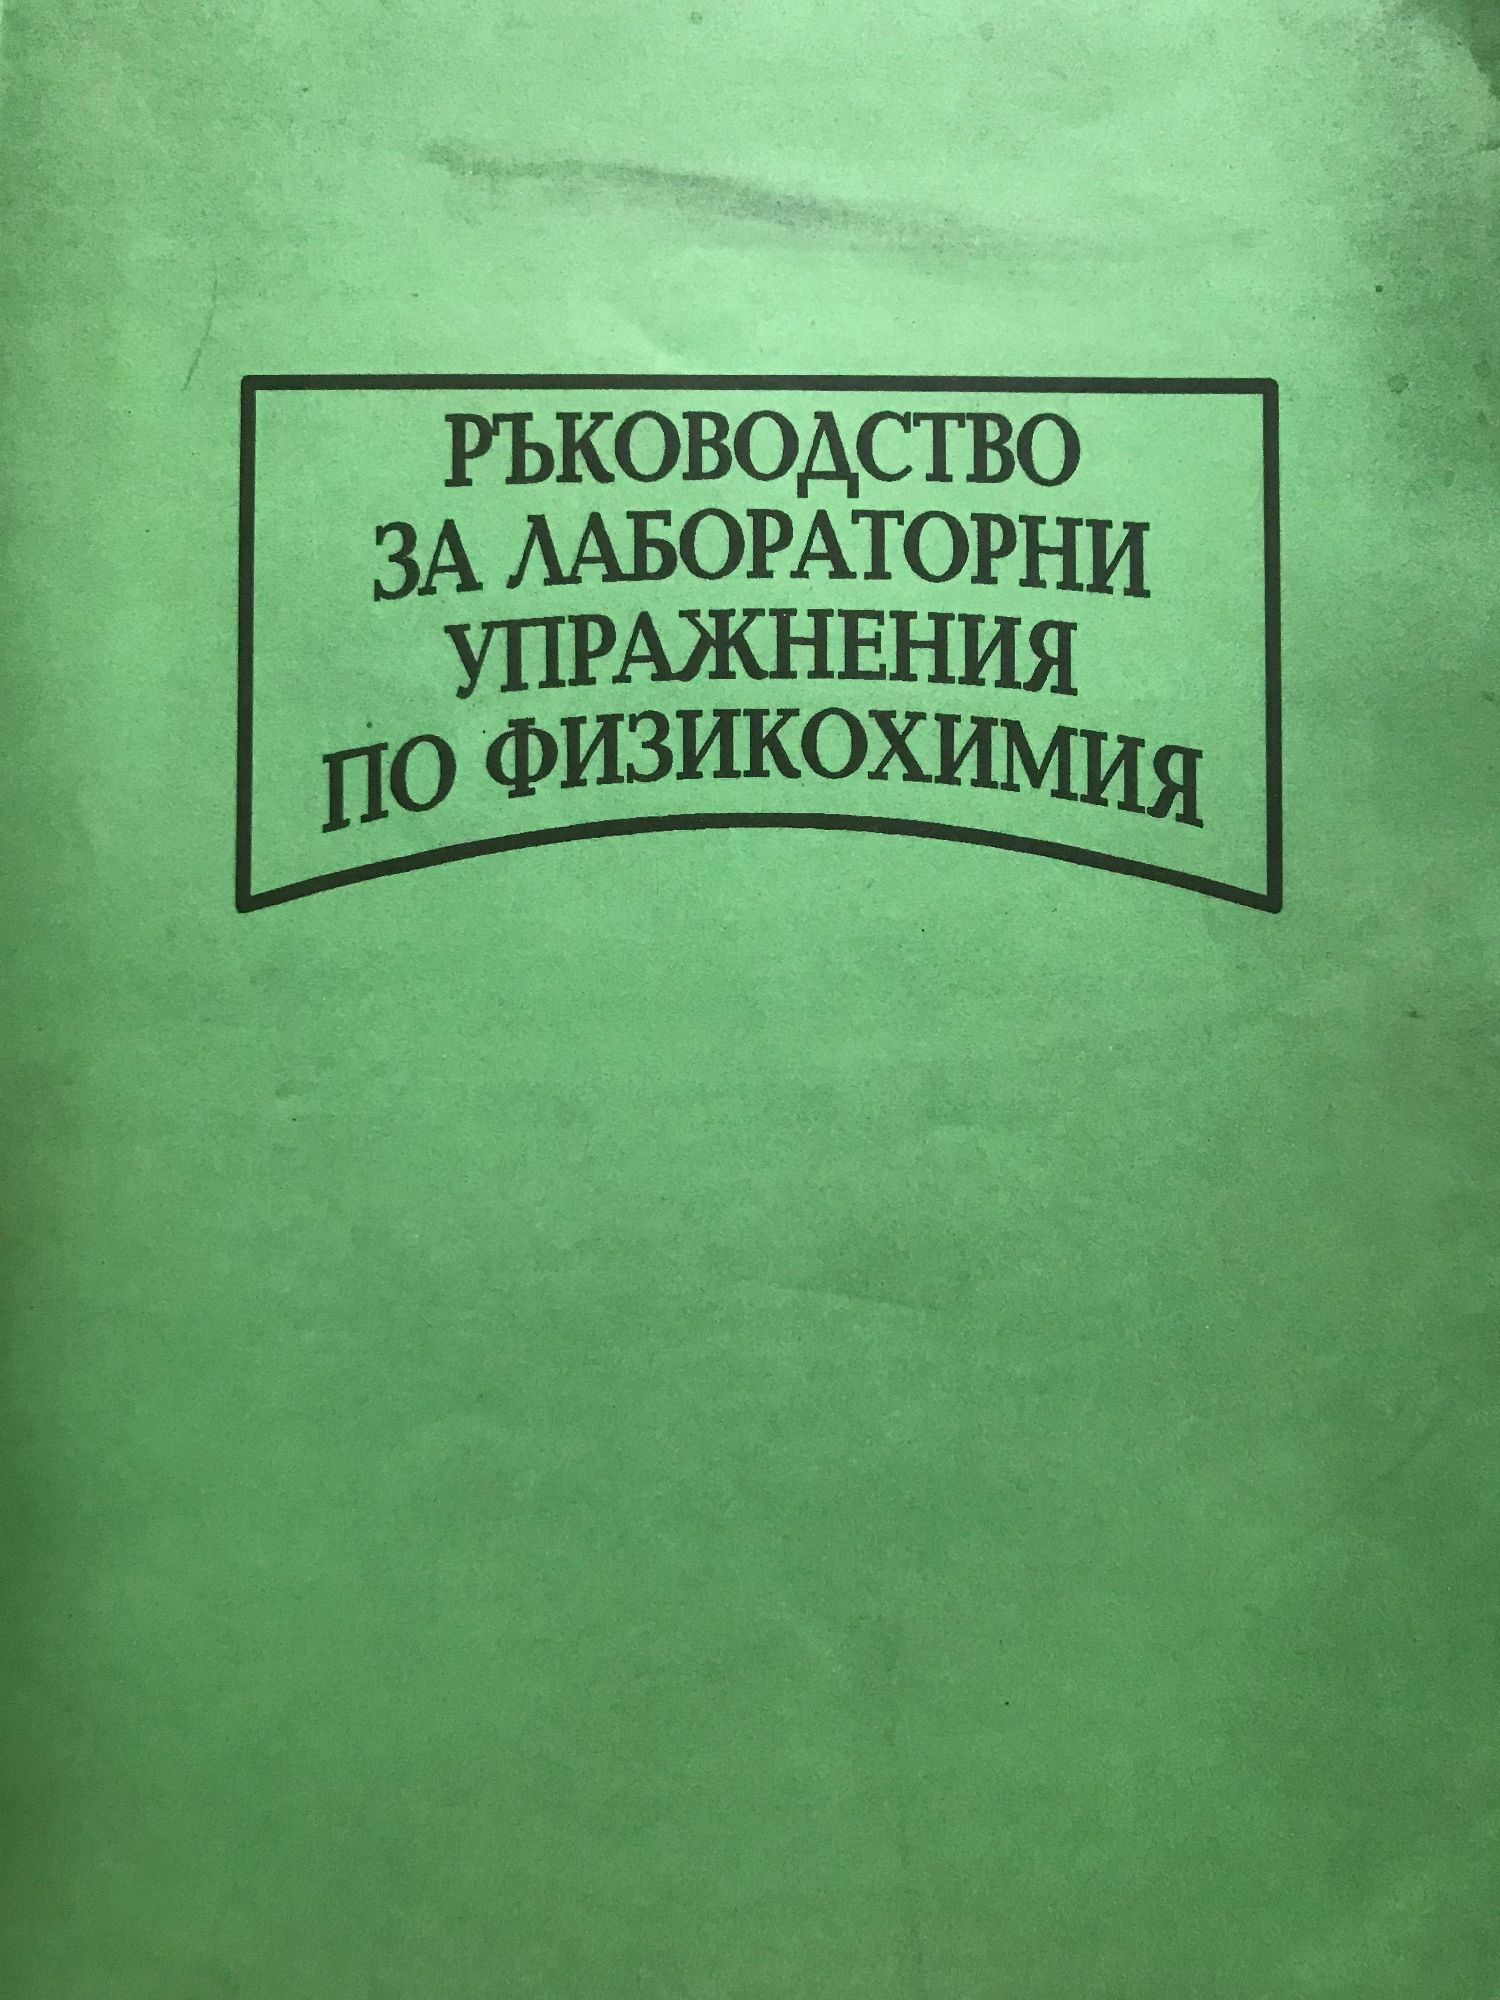 РЪКОВОДСТВО
ЗА ЛАБОРАТОРНИ
УПРАЖНЕНИЯ
ПО ФИЗИКОХИМИЯ